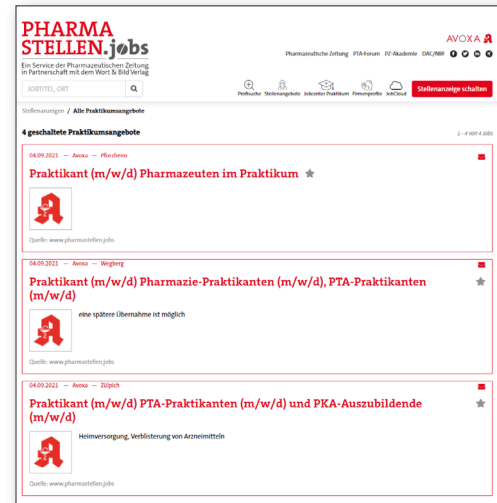 PHARMA
STELLEN.jobs
Ein Service der Pharmazeutischen Zeitung
in Partnerschaft mit dem Wort & Bild Verlag
AVOXA
Pharmazeutische Zeitung PTA-Forum PZ-Akademie DAC/NRF
JOBTITEL, ORT
Profisuche Stellenangebote Jobcenter Praktikum Firmenprofile JobCloud
Stellenanzeige schalten
Stellenanzeigen / Alle Praktikumsangebote
4 geschaltete Praktikumsangebote
1 - 4 von 4 Jobs
04.09.2021 — Avoxa — Pforzheim
Praktikant (m/w/d) Pharmazeuten im Praktikum
Quelle: www.pharmastellen.jobs
04.09.2021 — Avoxa — Wegberg
Praktikant (m/w/d) Pharmazie-Praktikanten (m/w/d), PTA-Praktikanten
(m/w/d)
eine spätere Übernahme ist möglich
Quelle: www.pharmastellen.jobs
04.09.2021 — Avoxa — Zülpich
Praktikant (m/w/d) PTA-Praktikanten (m/w/d) und PKA-Auszubildende
(m/w/d)
Heimversorgung, Verblisterung von Arzneimitteln
Quelle: www.pharmastellen.jobs